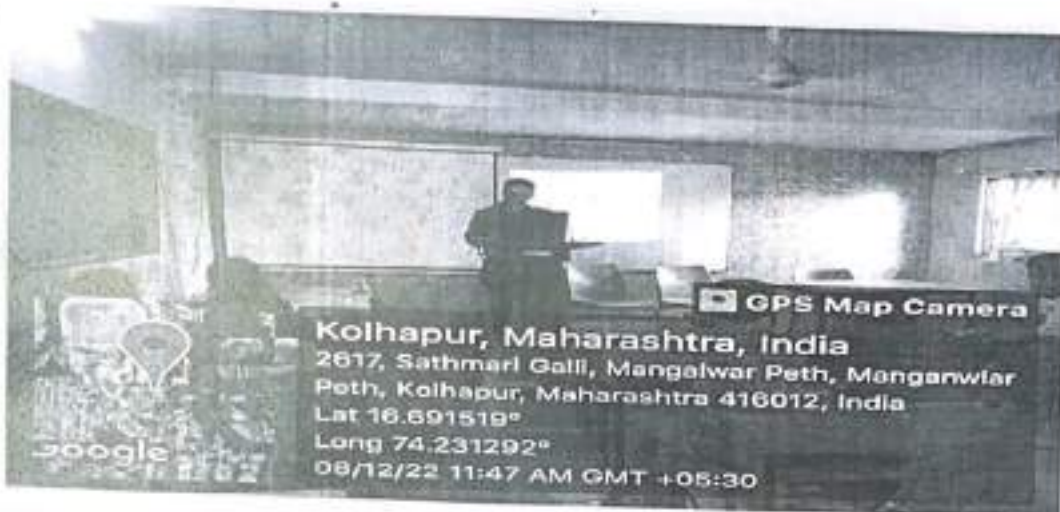 GPS Map Camera
Kolhapur, Maharashtra, India
2617, Sathmari Galli, Mangalwar Peth, Manganwiar
Peth, Kolhapur, Maharashtra 416012, India
Lat 16.691519°
Long 74.231292°
08/12/22 11:47 AM GMT +05:30
Google